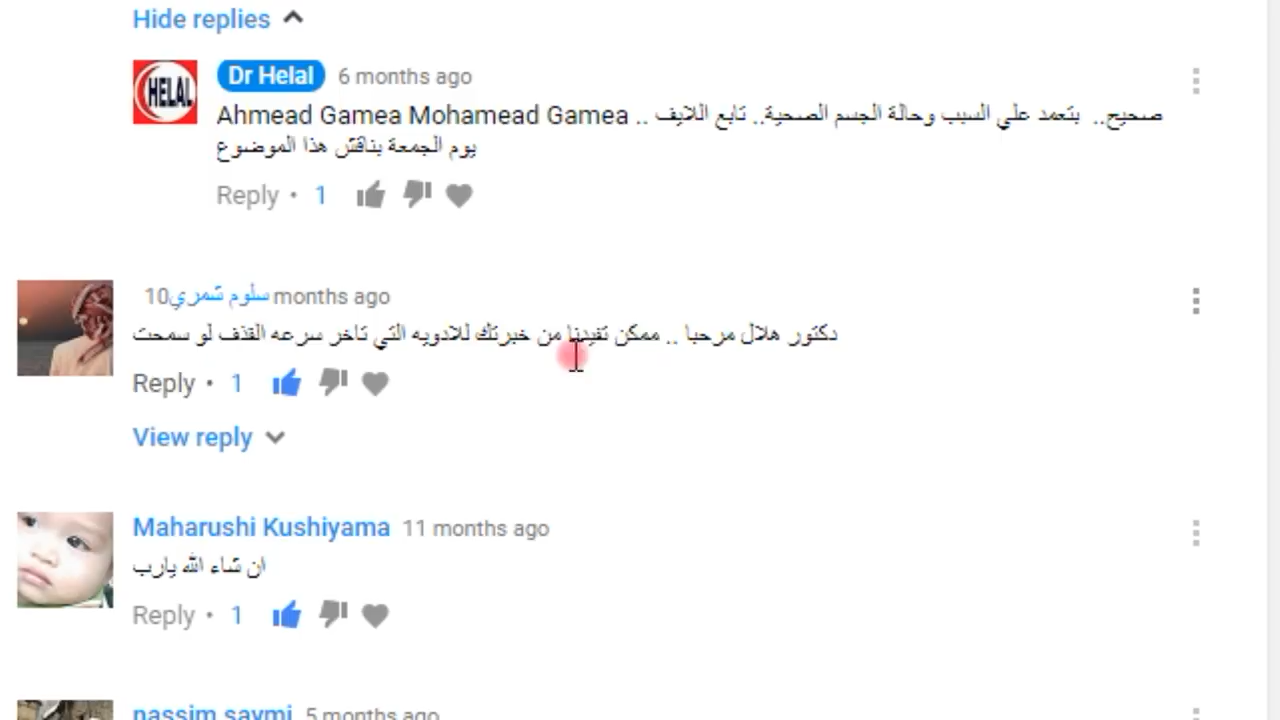 Hide replies
HELAL
Dr Helal 6 months ago
Ahmead Gamea Mohamead Gamea .. صحيح.. بتعمد علي السبب وحالة الجسم الصحية.. تابع اللايف
يوم الجمعة بناقش هذا الموضوع
Reply • 1
سلوم شمري10 months ago
دكتور هلال مرحبا .. ممكن تفيدنا من خبرتك للادويه التي تاخر سرعه القذف لو سمحت
Reply • 1
View reply
Maharushi Kushiyama 11 months ago
ان شاء الله يارب
Reply • 1
nassim saymi 5 months ago